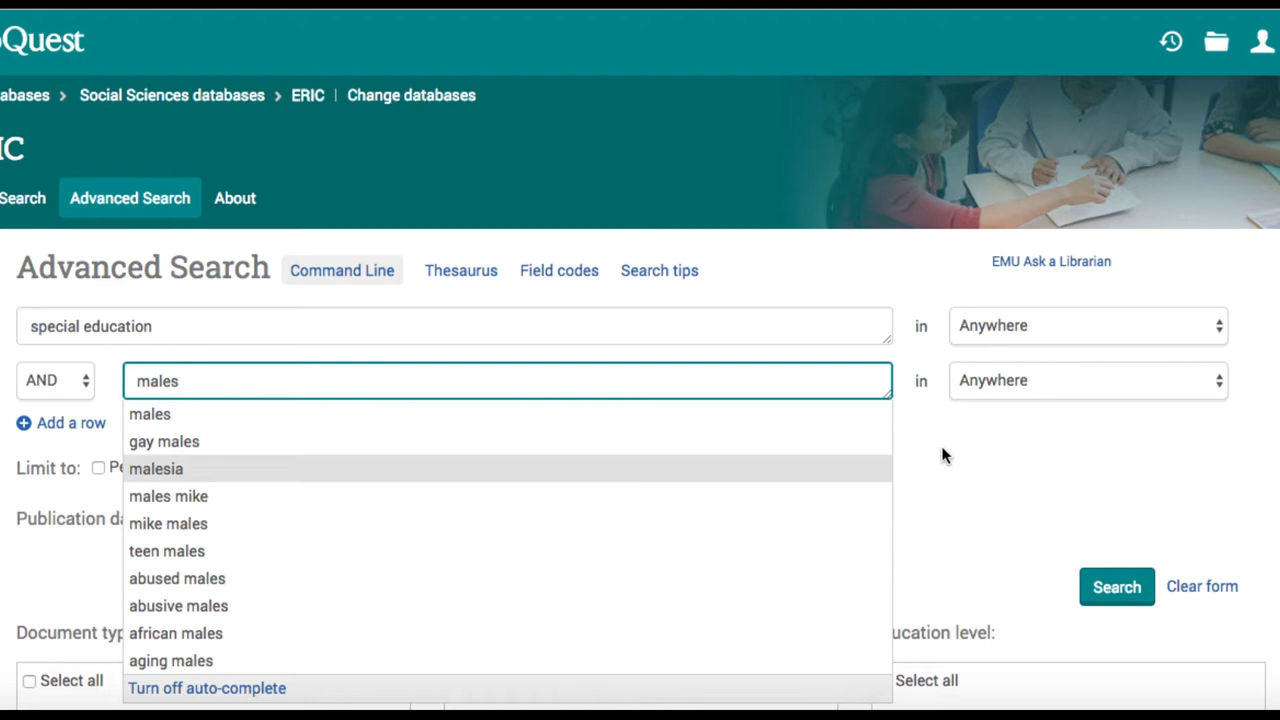 oQuest
abases > Social Sciences databases > ERIC | Change databases
IC
Search Advanced Search About
Advanced Search Command Line Thesaurus Field codes Search tips EMU Ask a Librarian
special education in Anywhere
AND males in Anywhere
Add a row
males
gay males
Limit to: Pe
malesia
males mike
Publication da
mike males
teen males
abused males
Search Clear form
abusive males
Document typ
african males
ucation level:
aging males
Select all
Select all
Turn off auto-complete